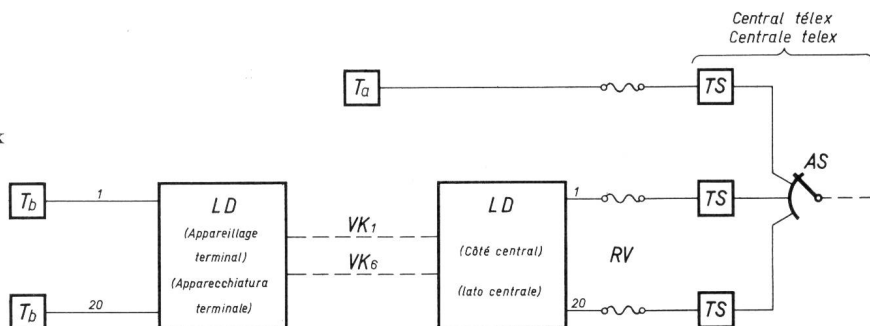 Central télex
Centrale telex
Ta
TS
k
AS
Tb
1
LD
(Appareillage
terminal)
(Apparecchiatura
terminale)
VK1
VK6
LD
(Côté central)
(lato centrale)
1
TS
RV
Tb
20
20
TS